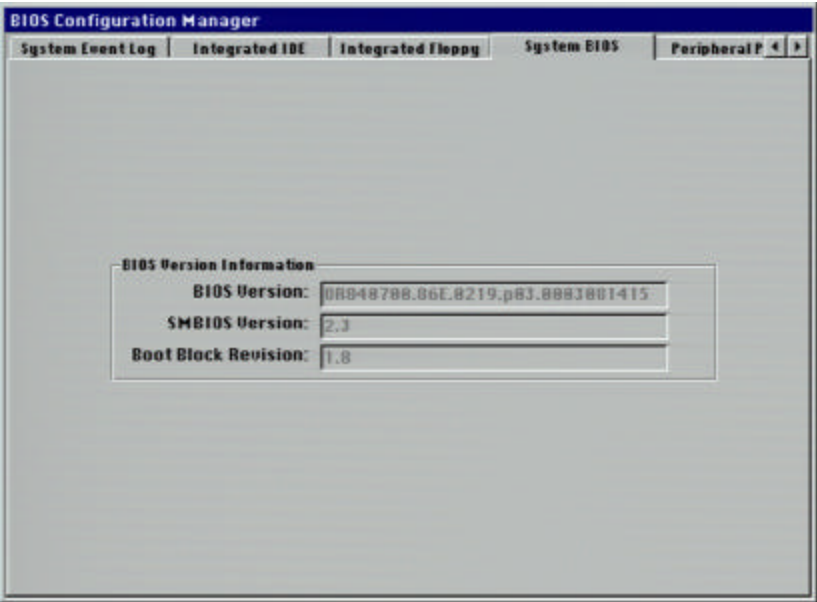 BIOS Configuration Manager
System Event Log
Integrated IDE
Integrated Floppy
System BIOS
Peripheral P
BIOS Version Information
BIOS Version:
SMBIOS Version: 2.3
Boot Block Revision: 1.8